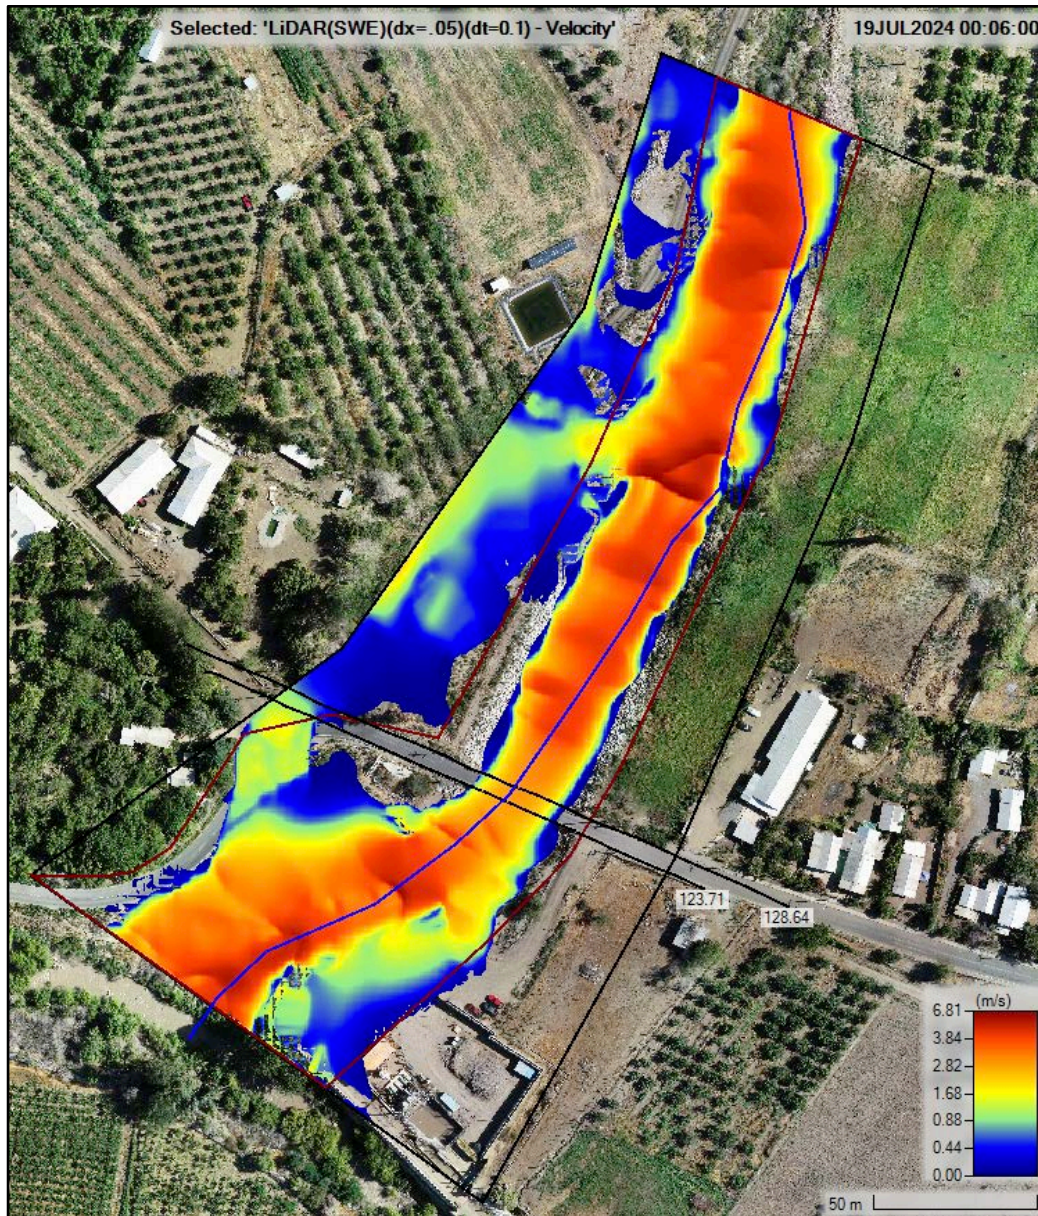 Selected: 'LiDAR(SWE)(dx=.05)(dt=0.1) - Velocity'
19JUL2024 00:06:00
123.71
128.64
(m/s)
6.81
3.84
2.82
1.68
0.88
0.44
0.00
50 m